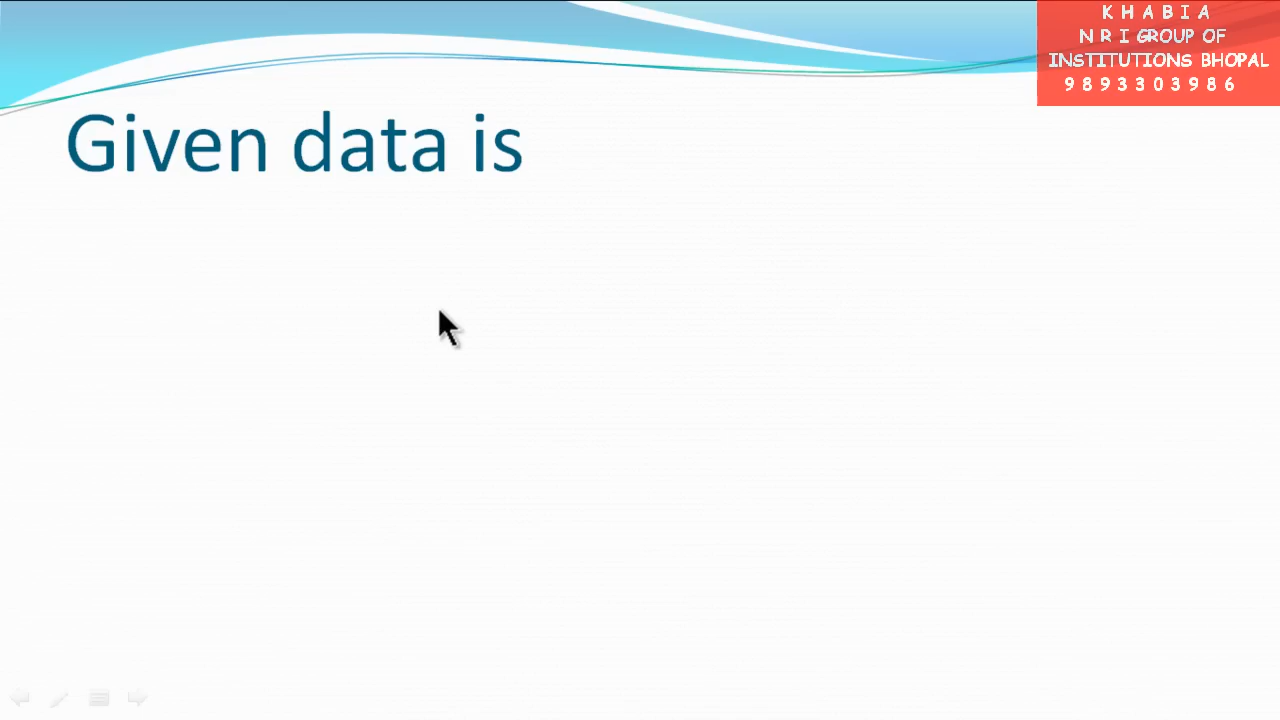 K H A B I A
N R I GROUP OF
INSTITUTIONS BHOPAL
9 8 9 3 3 0 3 9 8 6
Given data is